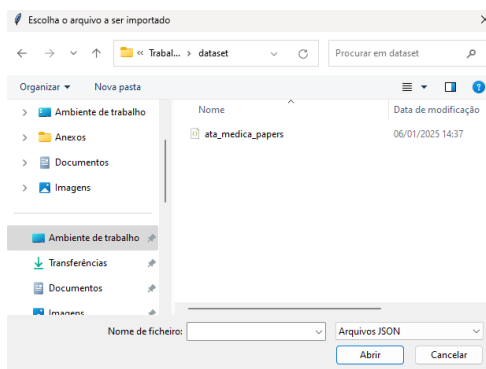 Escolha o arquivo a ser importado
« Trabal... › dataset
Procurar em dataset
Organizar
Nova pasta
Ambiente de trabalho
Anexos
Documentos
Imagens
Ambiente de trabalho
Transferências
Documentos
Imagens
Nome
Data de modificação
ata_medica_papers
06/01/2025 14:37
Nome de ficheiro:
Arquivos JSON
Abrir
Cancelar